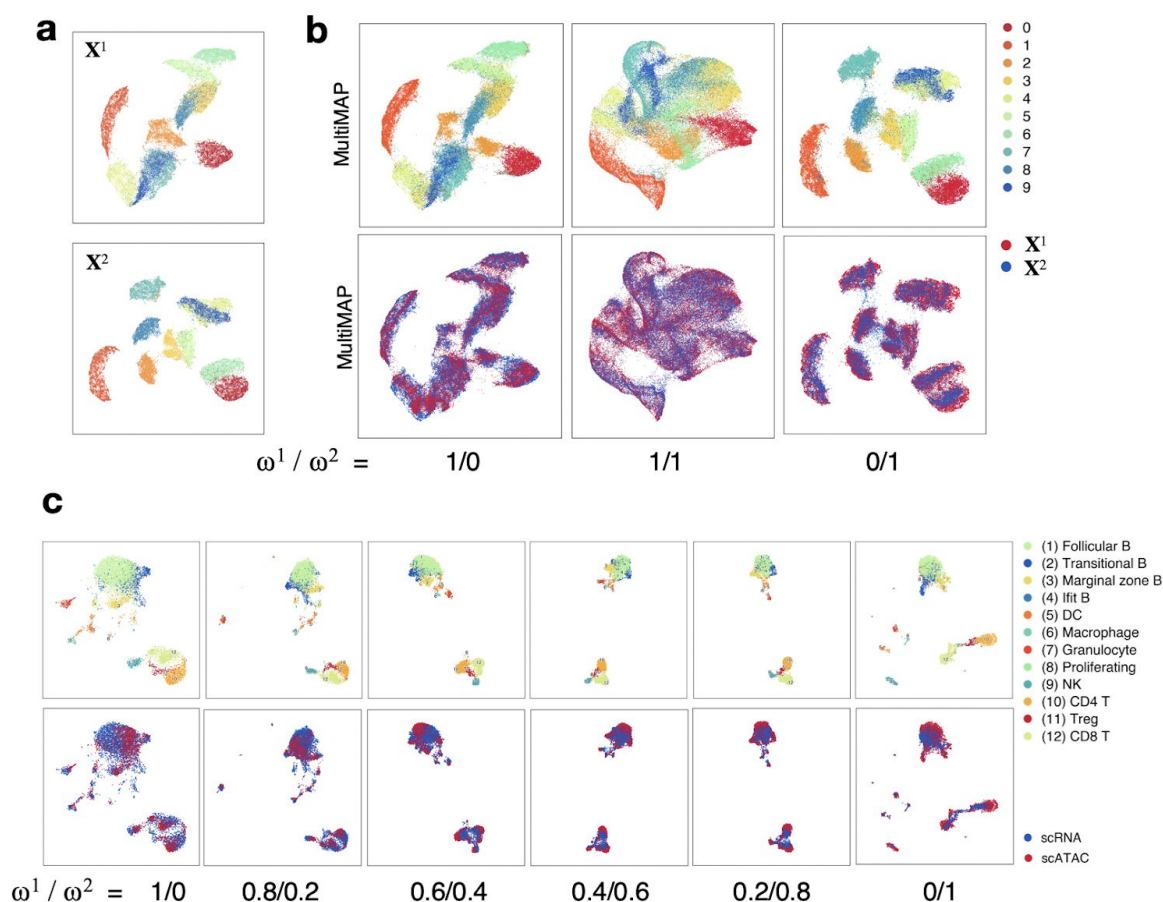 a
b
X¹
X²
MultiMAP
MultiMAP
0
1
2
3
4
5
6
7
8
9
X¹
X²
ω¹ / ω² = 1/0 1/1 0/1
c
(1) Follicular B
(2) Transitional B
(3) Marginal zone B
(4) Ifit B
(5) DC
(6) Macrophage
(7) Granulocyte
(8) Proliferating
(9) NK
(10) CD4 T
(11) Treg
(12) CD8 T
scRNA
scATAC
ω¹ / ω² = 1/0 0.8/0.2 0.6/0.4 0.4/0.6 0.2/0.8 0/1